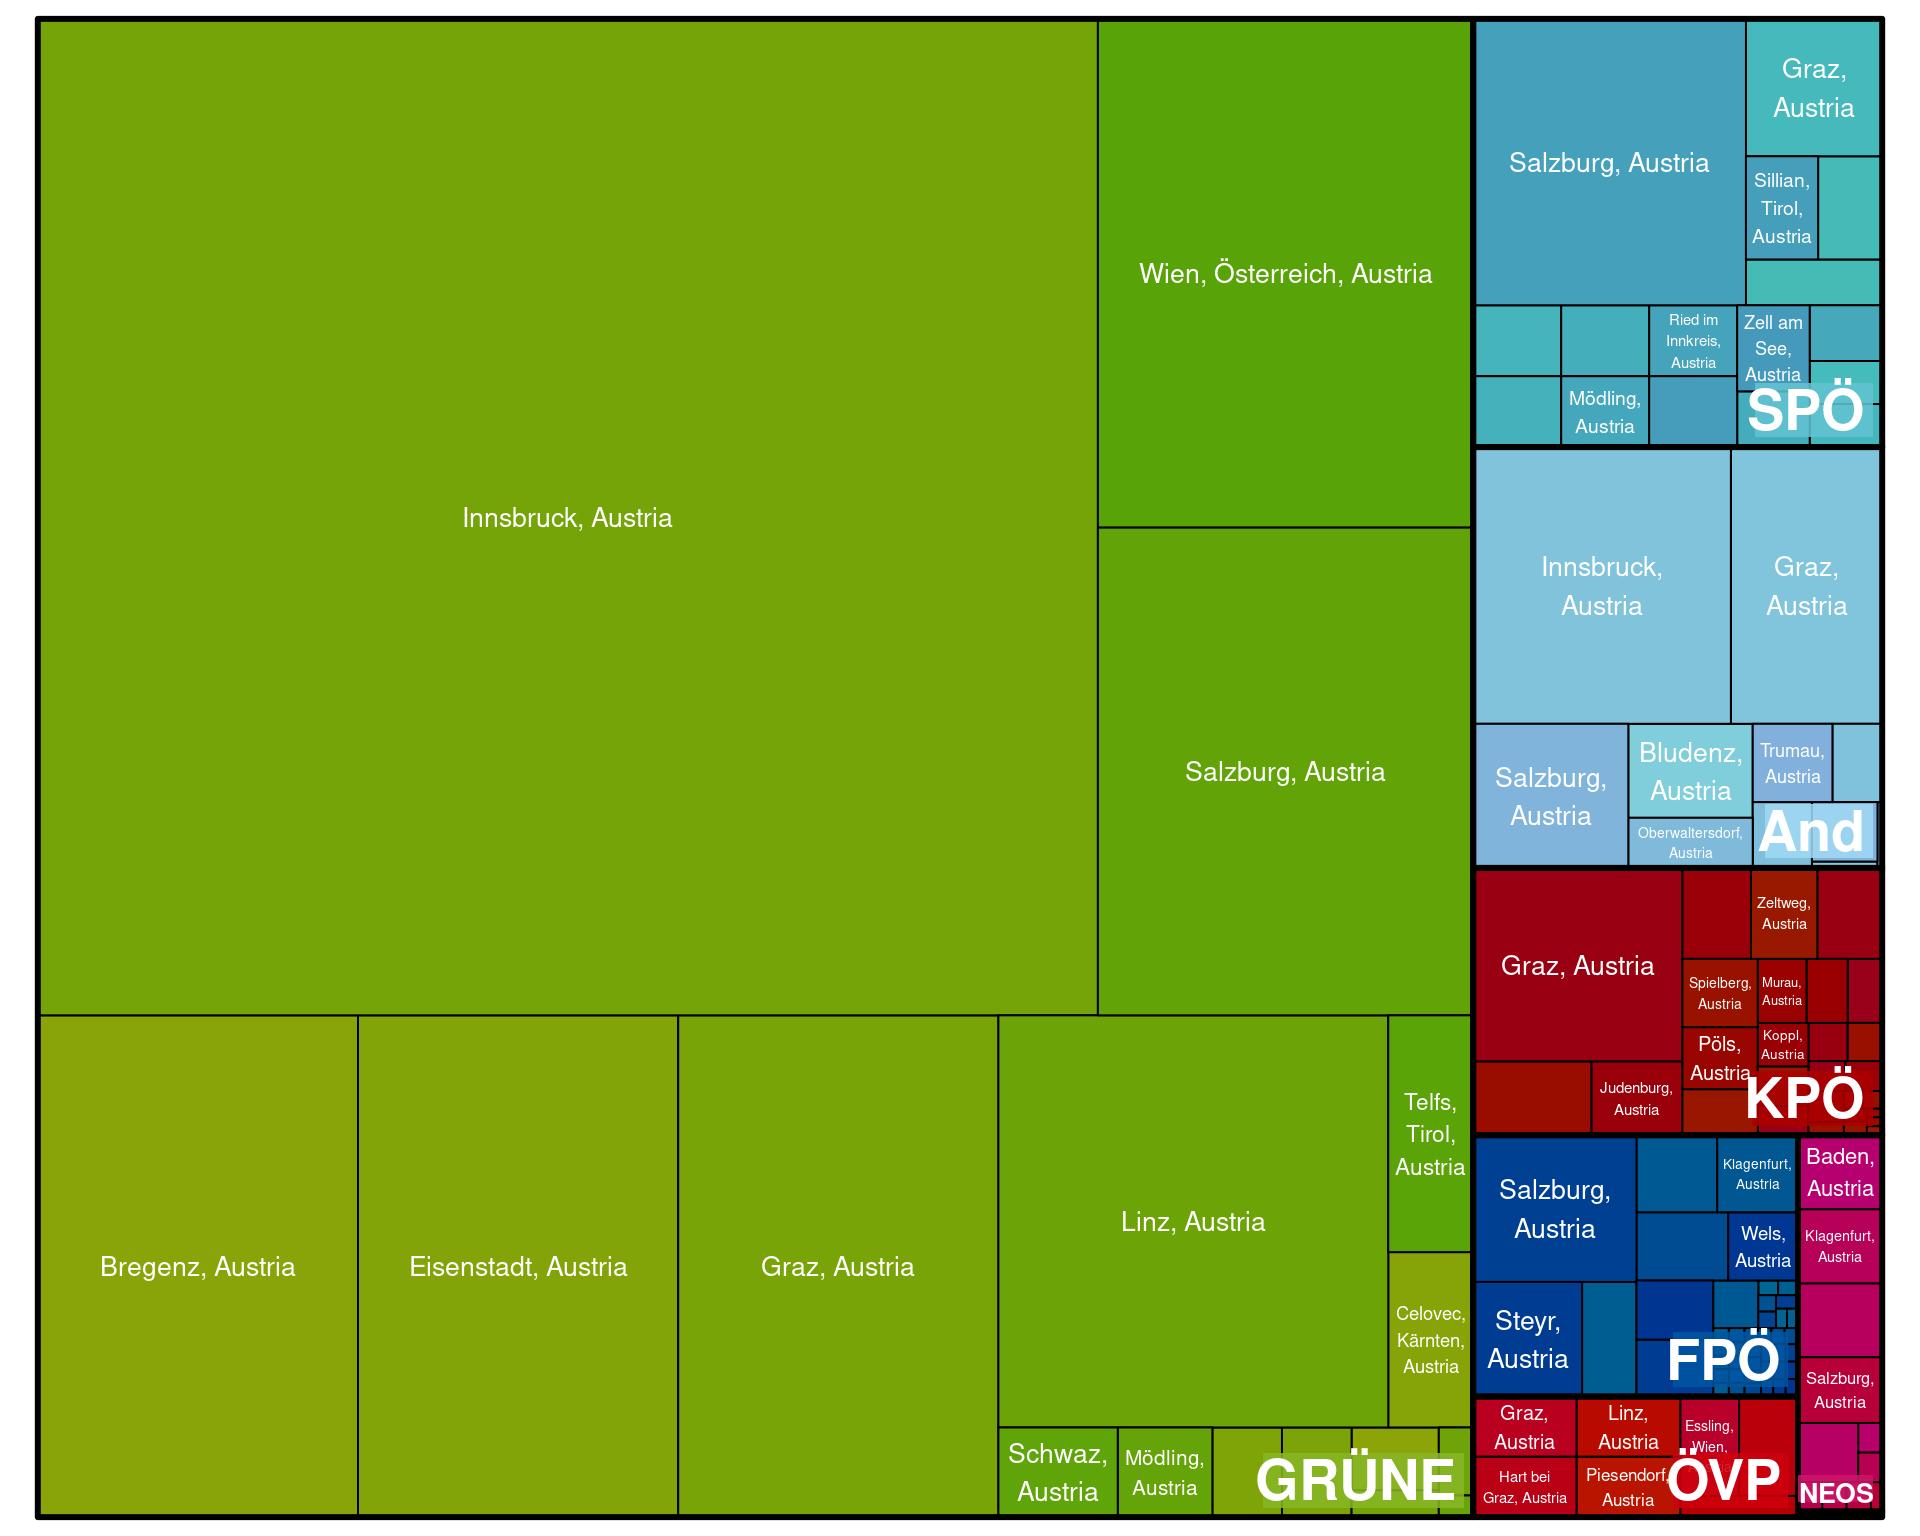 Innsbruck, Austria
Wien, Österreich, Austria
Salzburg, Austria
Bregenz, Austria
Eisenstadt, Austria
Graz, Austria
Linz, Austria
Telfs,
Tirol,
Austria
Celovec,
Kärnten,
Austria
Schwaz,
Austria
Mödling,
Austria
GRÜNE
Salzburg, Austria
Graz,
Austria
Sillian,
Tirol,
Austria
Ried im
Innkreis,
Austria
Zell am
See,
Austria
Mödling,
Austria
SPÖ
Innsbruck,
Austria
Graz,
Austria
Salzburg,
Austria
Bludenz,
Austria
Oberwaltersdorf,
Austria
Trumau,
Austria
And
Graz, Austria
Zeltweg,
Austria
Spielberg,
Austria
Murau,
Austria
Pöls,
Austria
Koppl,
Austria
Judenburg,
Austria
KPÖ
Salzburg,
Austria
Klagenfurt,
Austria
Wels,
Austria
Steyr,
Austria
FPÖ
Graz,
Austria
Linz,
Austria
Essling,
Wien,
Hart bei
Graz, Austria
Piesendorf,
Austria
ÖVP
Baden,
Austria
Klagenfurt,
Austria
Salzburg,
Austria
NEOS